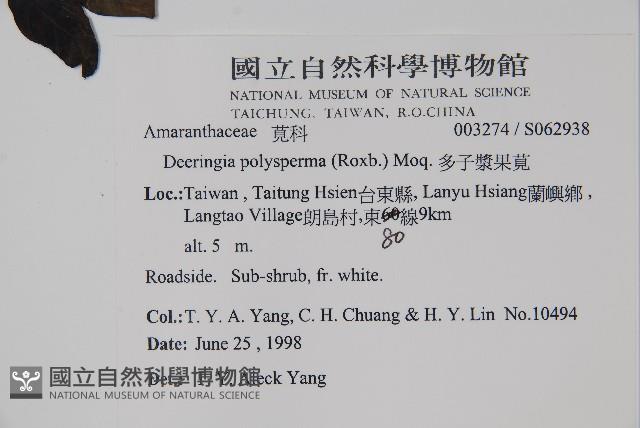 國立自然科學博物館
NATIONAL MUSEUM OF NATURAL SCIENCE
TAICHUNG, TAIWAN, R.O.CHINA
Amaranthaceae 莧科 003274 / S062938
Deeringia polysperma (Roxb.) Moq. 多子漿果莧
Loc.:Taiwan , Taitung Hsien台東縣, Lanyu Hsiang蘭嶼鄉 ,
Langtao Village朗島村,東60線9km
80
alt. 5 m.
Roadside. Sub-shrub, fr. white.
Col.:T. Y. A. Yang, C. H. Chuang & H. Y. Lin No.10494
Date: June 25 , 1998
Yang
國立自然科學博物館
NATIONAL MUSEUM OF NATURAL SCIENCE